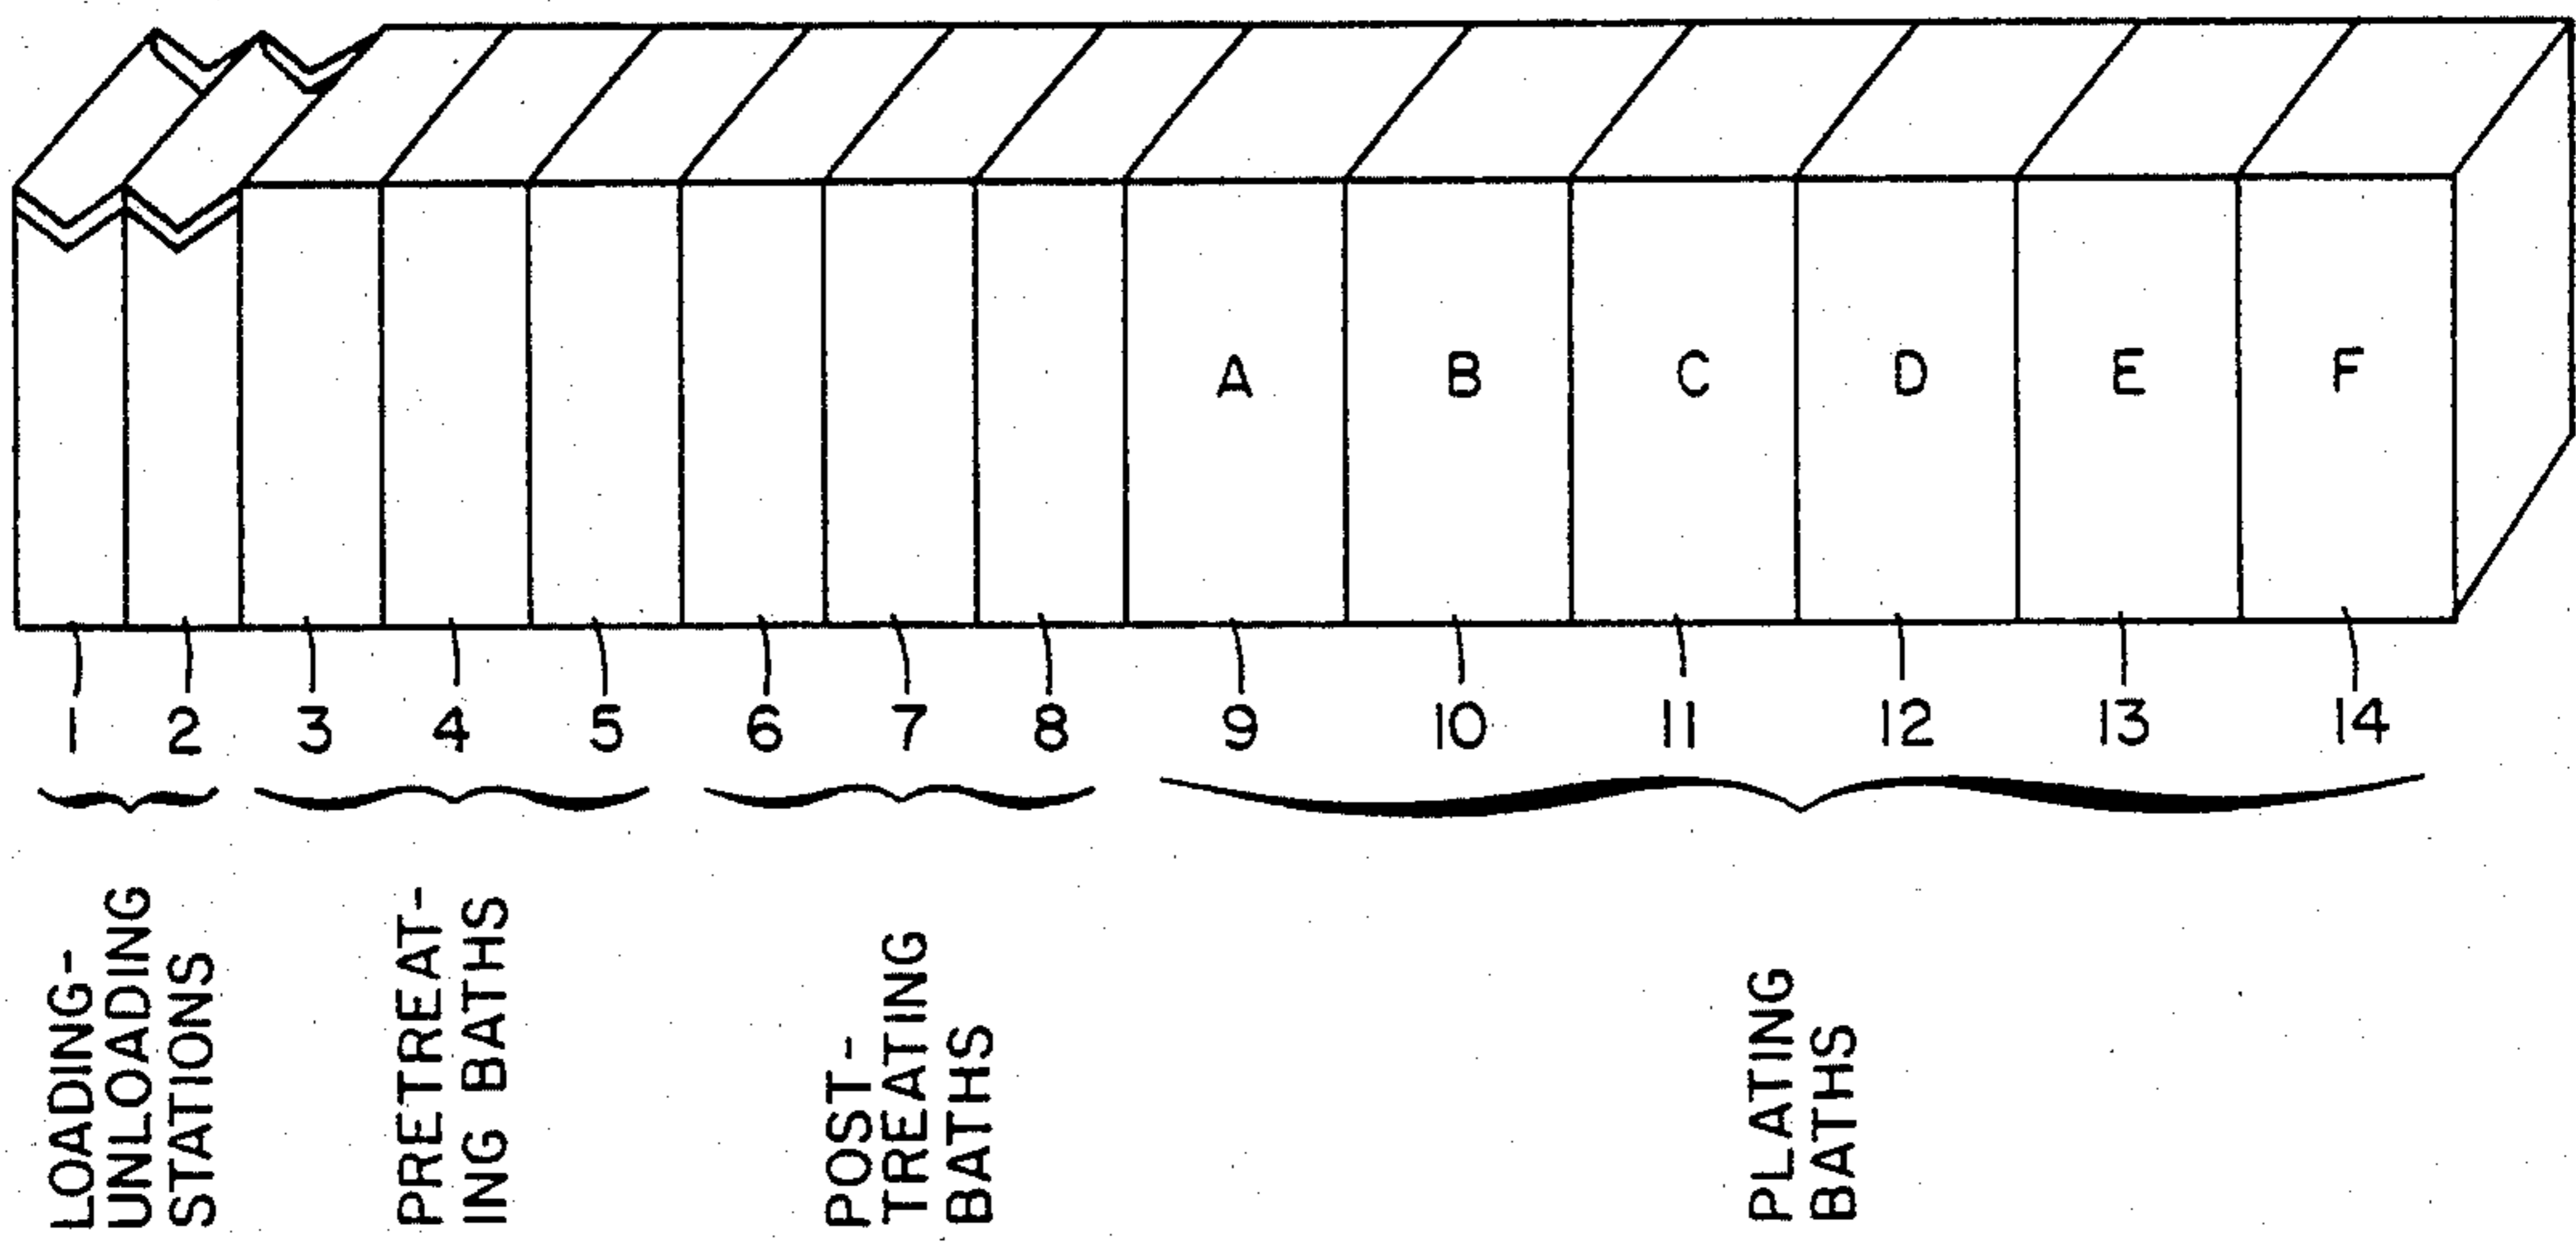 A B C D E F
1 2 3 4 5 6 7 8 9 10 11 12 13 14
LOADING-
UNLOADING
STATIONS
PRETREAT-
ING BATHS
POST-
TREATING
BATHS
PLATING
BATHS